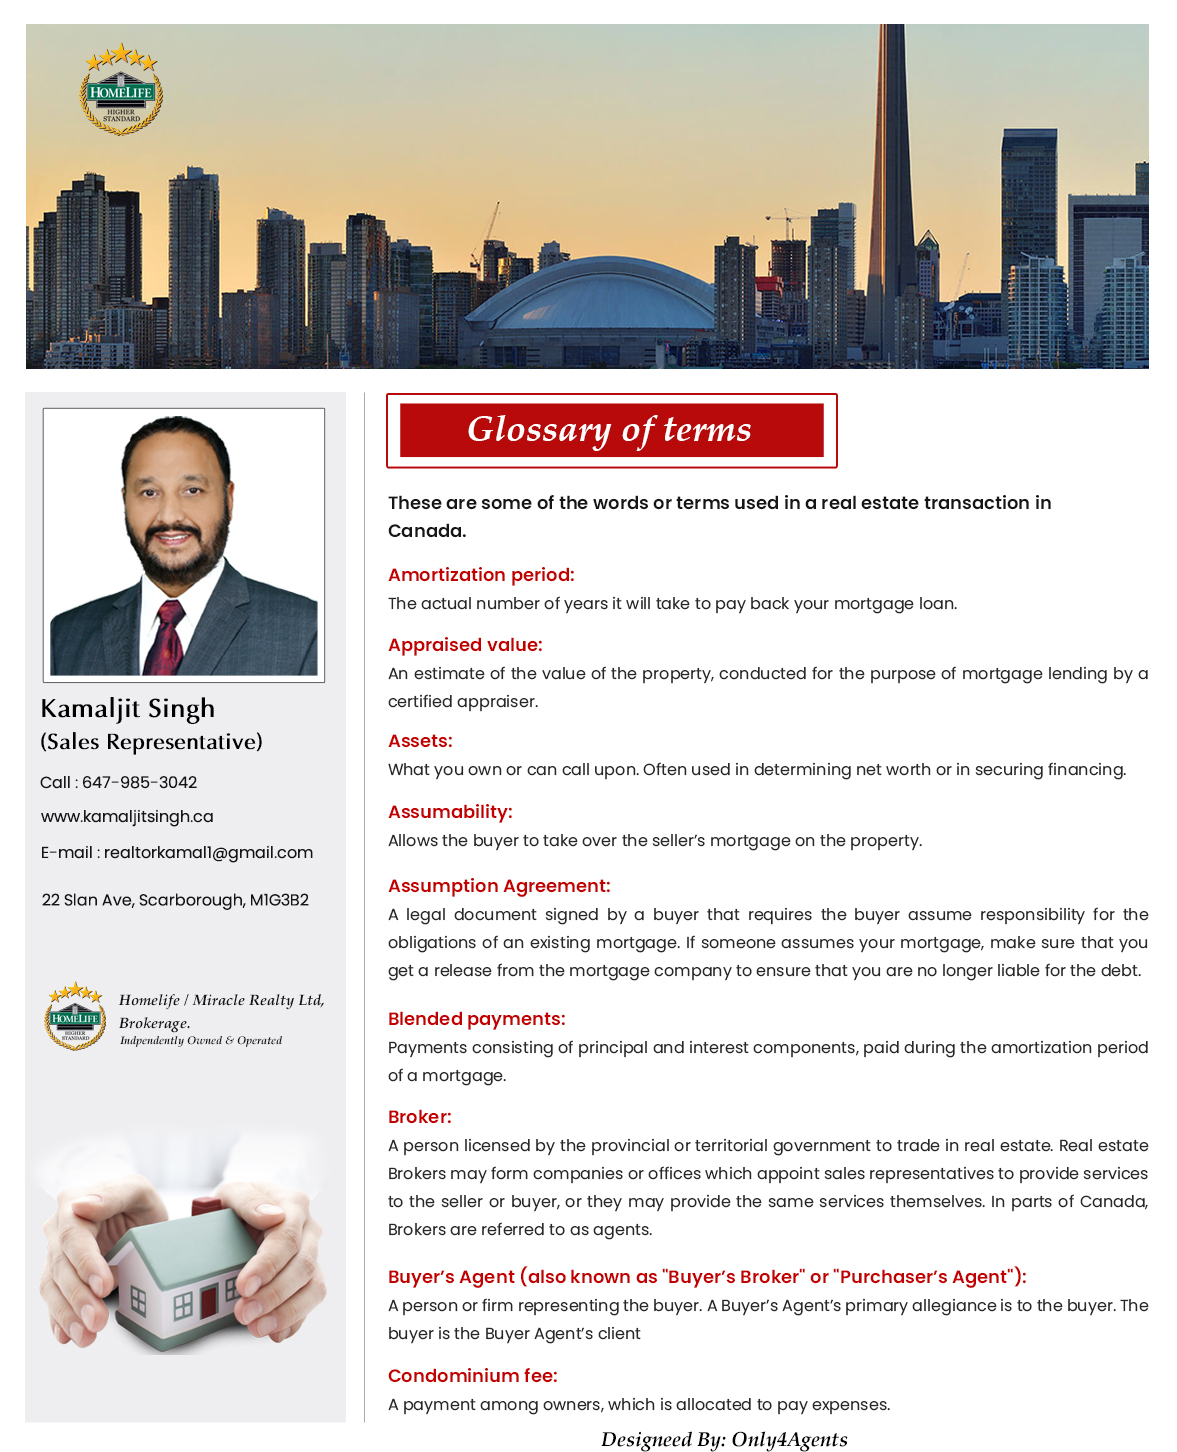 HOMELIFE
HIGHER
STANDARD
Glossary of terms
These are some of the words or terms used in a real estate transaction in
Canada.
Amortization period:
The actual number of years it will take to pay back your mortgage loan.
Appraised value:
An estimate of the value of the property, conducted for the purpose of mortgage lending by a
certified appraiser.
Assets:
What you own or can call upon. Often used in determining net worth or in securing financing.
Assumability:
Allows the buyer to take over the seller's mortgage on the property.
Assumption Agreement:
A legal document signed by a buyer that requires the buyer assume responsibility for the
obligations of an existing mortgage. If someone assumes your mortgage, make sure that you
get a release from the mortgage company to ensure that you are no longer liable for the debt.
Blended payments:
Payments consisting of principal and interest components, paid during the amortization period
of a mortgage.
Broker:
A person licensed by the provincial or territorial government to trade in real estate. Real estate
Brokers may form companies or offices which appoint sales representatives to provide services
to the seller or buyer, or they may provide the same services themselves. In parts of Canada,
Brokers are referred to as agents.
Buyer's Agent (also known as "Buyer's Broker" or "Purchaser's Agent"):
A person or firm representing the buyer. A Buyer's Agent's primary allegiance is to the buyer. The
buyer is the Buyer Agent's client
Condominium fee:
A payment among owners, which is allocated to pay expenses.
Kamaljit Singh
(Sales Representative)
Call : 647-985-3042
www.kamaljitsingh.ca
E-mail : realtorkamal1@gmail.com
22 Slan Ave, Scarborough, M1G3B2
HOMELIFE
HIGHER
STANDARD
Homelife / Miracle Realty Ltd,
Brokerage.
Indpendently Owned & Operated
Designeed By: Only4Agents